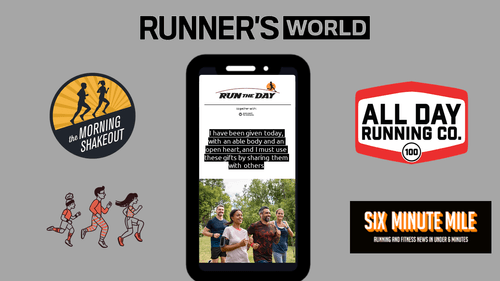 RUNNER'S WORLD
RUN THE DAY
together with
I have been given today,
with an able body and an
open heart, and I must use
these gifts by sharing them
with others
the MORNING
SHAKEOUT
ALL DAY
RUNNING CO.
100
SIX MINUTE MILE
RUNNING AND FITNESS NEWS IN UNDER 6 MINUTES